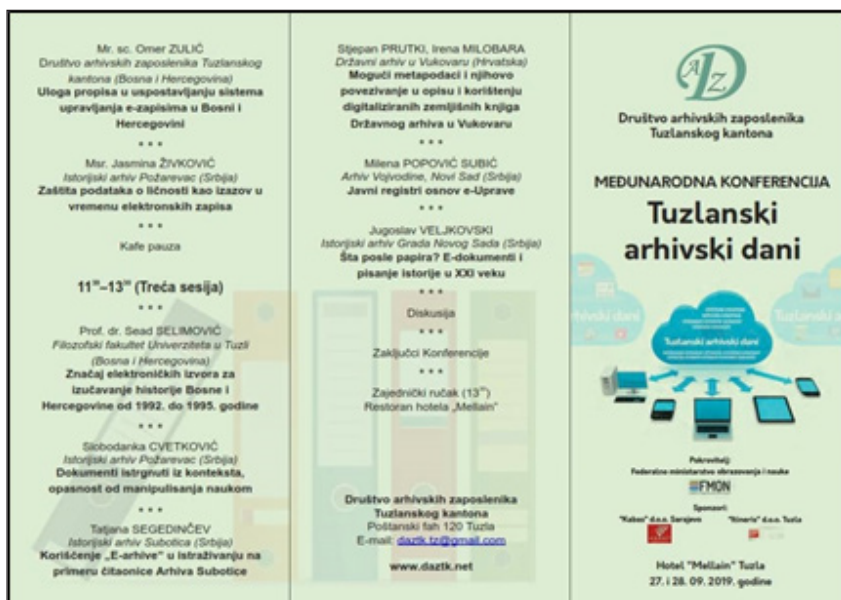 Mr. sc. Omer ZULIĆ
Društvo arhivskih zaposlenika Tuzlanskog
kantona (Bosna i Hercegovina)
Uloga propisa u uspostavljanju sistema
upravljanja e-zapisima u Bosni i
Hercegovini
* * *
Msr. Jasmina ŽIVKOVIĆ
Istorijski arhiv Požarevac (Srbija)
Zaštita podataka o ličnosti kao izazov u
vremenu elektronskih zapisa
* * *
Kafe pauza
11⁰⁰–13⁰⁰ (Treća sesija)
* * *
Prof. dr. Sead SELIMOVIĆ
Filozofski fakultet Univerziteta u Tuzli
(Bosna i Hercegovina)
Značaj elektroničkih izvora za
izučavanje historije Bosne i
Hercegovine od 1992. do 1995. godine
* * *
Slobodanka CVETKOVIĆ
Istorijski arhiv Požarevac (Srbija)
Dokumenti istrgnuti iz konteksta,
opasnost od manipulisanja naukom
* * *
Tatjana SEGEDINČEV
Istorijski arhiv Subotica (Srbija)
Korišćenje „E-arhive“ u istraživanju na
primeru čitaonice Arhiva Subotice
Stjepan PRUTKI, Irena MILOBARA
Državni arhiv u Vukovaru (Hrvatska)
Mogući metapodaci i njihovo
povezivanje u opisu i korištenju
digitaliziranih zemljišnih knjiga
Državnog arhiva u Vukovaru
* * *
Milena POPOVIĆ SUBIĆ
Arhiv Vojvodine, Novi Sad (Srbija)
Javni registri osnov e-Uprave
* * *
Jugoslav VELJKOVSKI
Istorijski arhiv Grada Novog Sada (Srbija)
Šta posle papira? E-dokumenti i
pisanje istorije u XXI veku
* * *
Diskusija
* * *
Zaključci Konferencije
* * *
Zajednički ručak (13⁰⁰)
Restoran hotela „Mellain“
Društvo arhivskih zaposlenika
Tuzlanskog kantona
Poštanski fah 120 Tuzla
E-mail: daztk.tz@gmail.com
www.daztk.net
DAZ
Društvo arhivskih zaposlenika
Tuzlanskog kantona
MEĐUNARODNA KONFERENCIJA
Tuzlanski
arhivski dani
Tuzlanski arhivski dani
Pokrovitelj:
Federalno ministarstvo obrazovanja i nauke
FMON
Sponzori:
d.o.o. Sarajevo
d.o.o. Tuzla
Hotel "Mellain" Tuzla
27. i 28. 09. 2019. godine